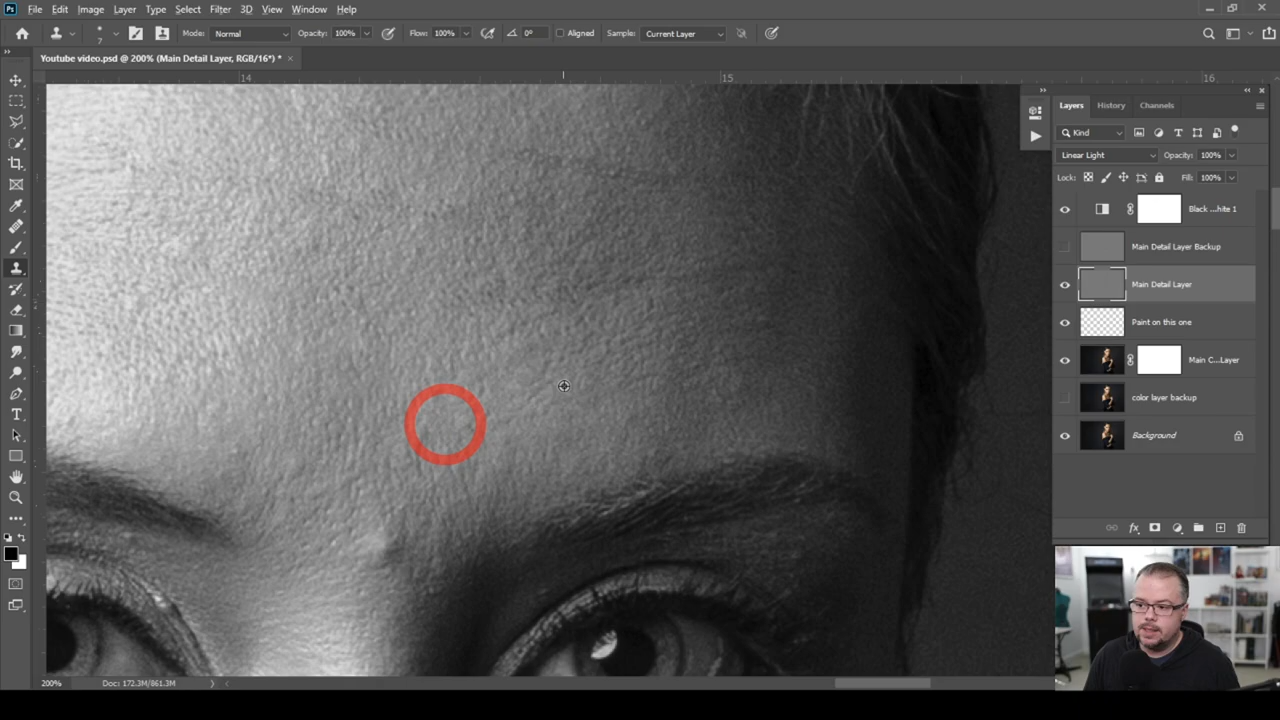 Ps File Edit Image Layer Type Select Filter 3D View Window Help
7 Mode: Normal Opacity: 100% Flow: 100% 0° Aligned Sample: Current Layer
Youtube video.psd @ 200% (Main Detail Layer, RGB/16*) * ×
14 15 16
Layers History Channels
Kind
Linear Light Opacity: 100%
Lock: Fill: 100%
Black ...hite 1
Main Detail Layer Backup
Main Detail Layer
Paint on this one
Main C...Layer
color layer backup
Background
fx
200% Doc: 172.3M/861.3M